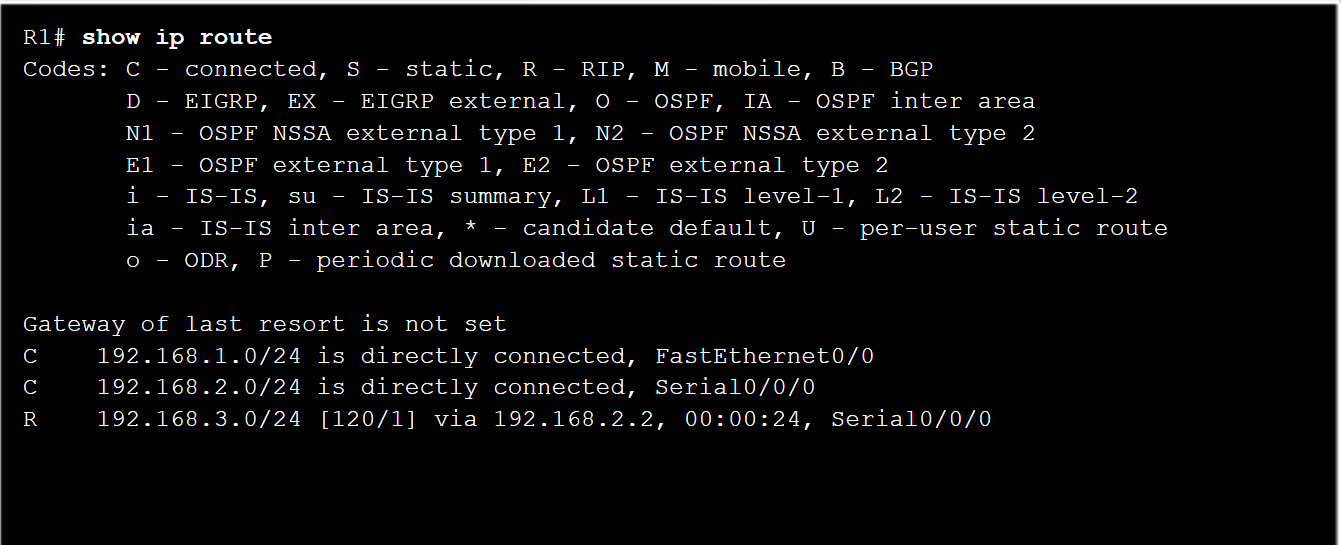 R1# show ip route
Codes: C - connected, S - static, R - RIP, M - mobile, B - BGP
D - EIGRP, EX - EIGRP external, O - OSPF, IA - OSPF inter area
N1 - OSPF NSSA external type 1, N2 - OSPF NSSA external type 2
E1 - OSPF external type 1, E2 - OSPF external type 2
i - IS-IS, su - IS-IS summary, L1 - IS-IS level-1, L2 - IS-IS level-2
ia - IS-IS inter area, * - candidate default, U - per-user static route
o - ODR, P - periodic downloaded static route
Gateway of last resort is not set
C    192.168.1.0/24 is directly connected, FastEthernet0/0
C    192.168.2.0/24 is directly connected, Serial0/0/0
R    192.168.3.0/24 [120/1] via 192.168.2.2, 00:00:24, Serial0/0/0